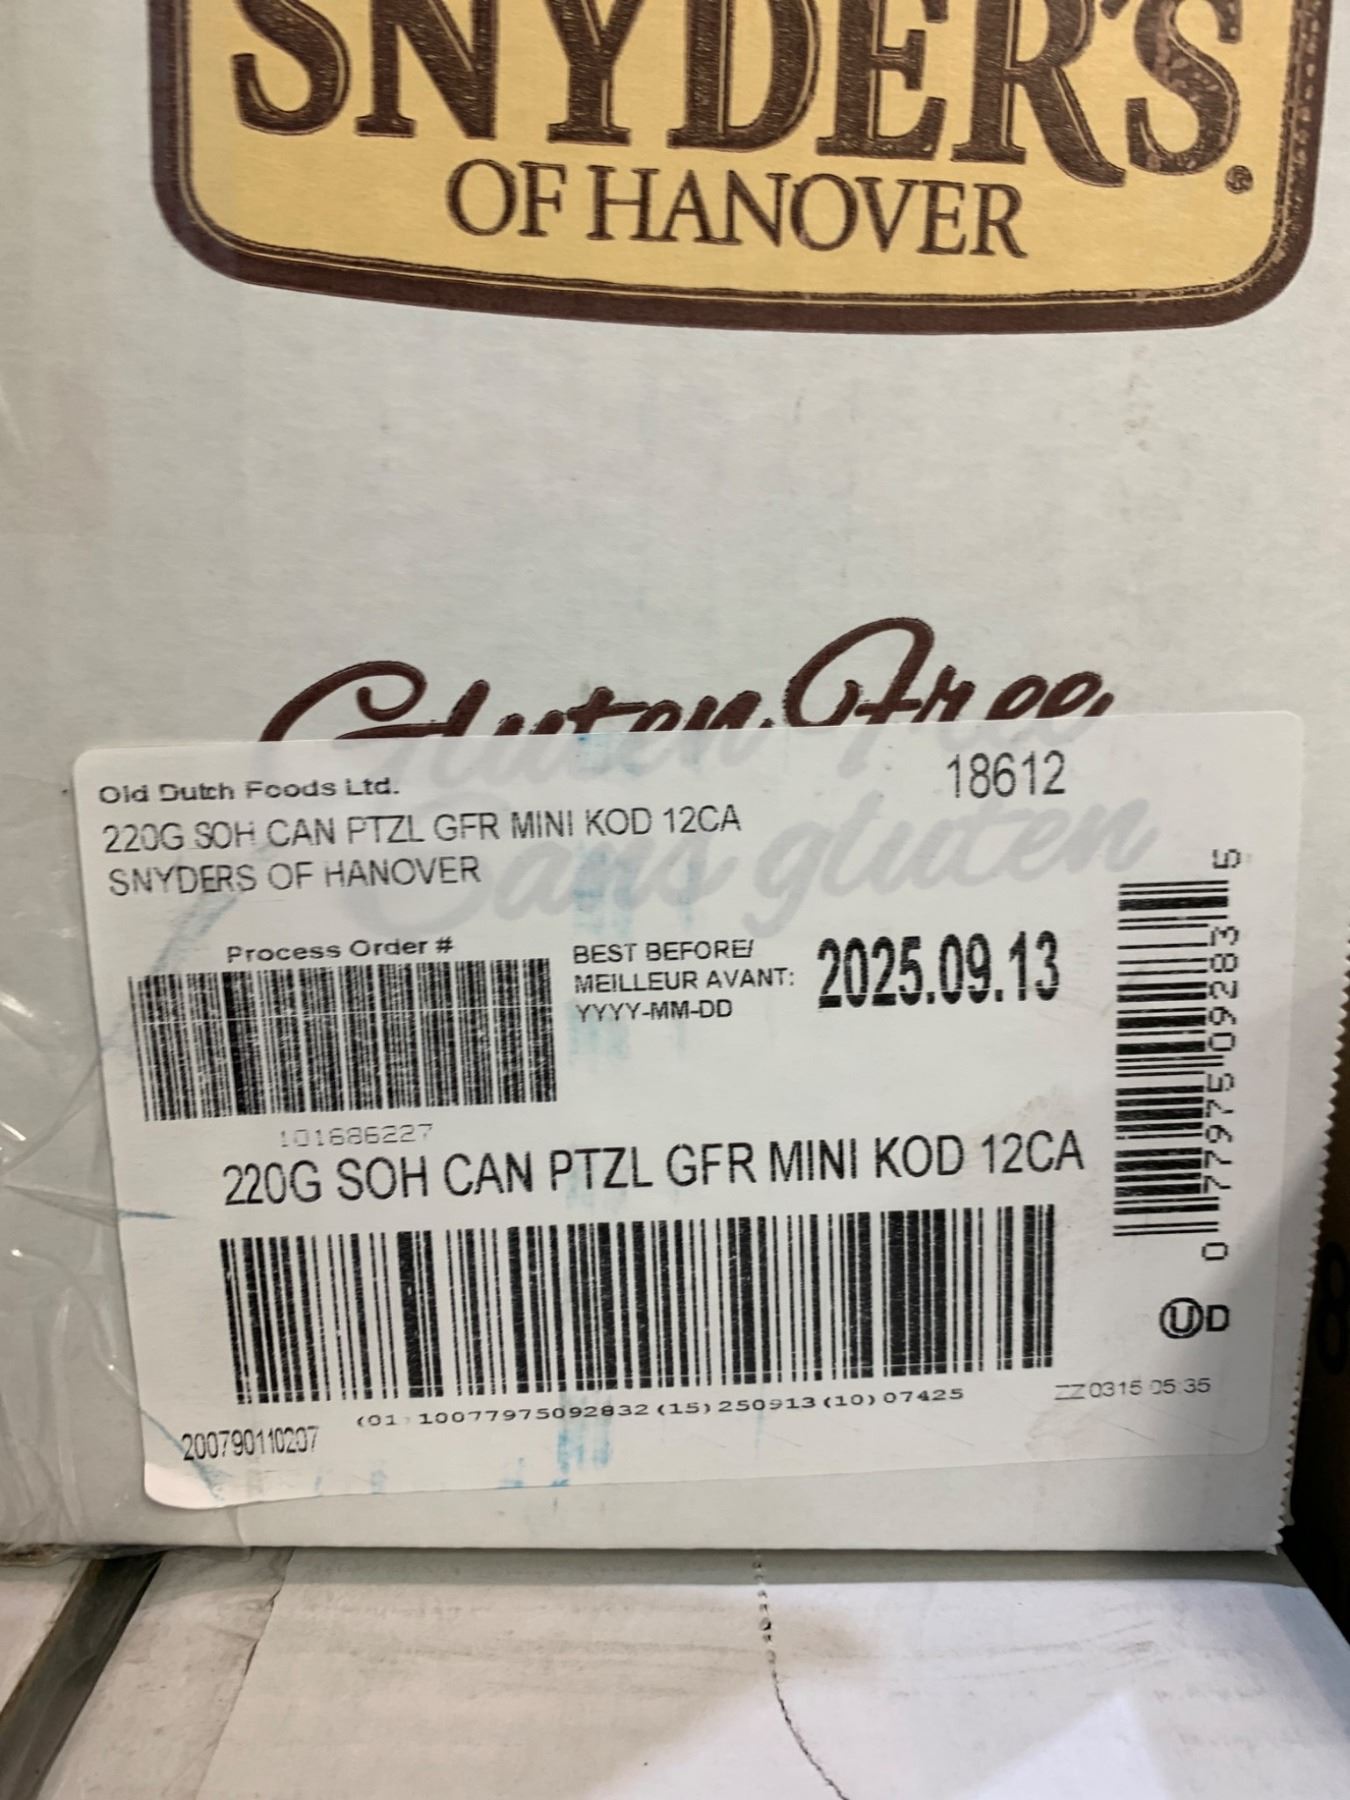 SNYDER'S
OF HANOVER®
Gluten Free
Sans gluten
Old Dutch Foods Ltd.
18612
220G SOH CAN PTZL GFR MINI KOD 12CA
SNYDERS OF HANOVER
Process Order #
BEST BEFORE/
MEILLEUR AVANT:
YYYY-MM-DD
2025.09.13
101686227
220G SOH CAN PTZL GFR MINI KOD 12CA
0 77975 09283 5
UD
(01) 10077975092832 (15) 250913 (10) 07425
ZZ0315 05:35
200790110207